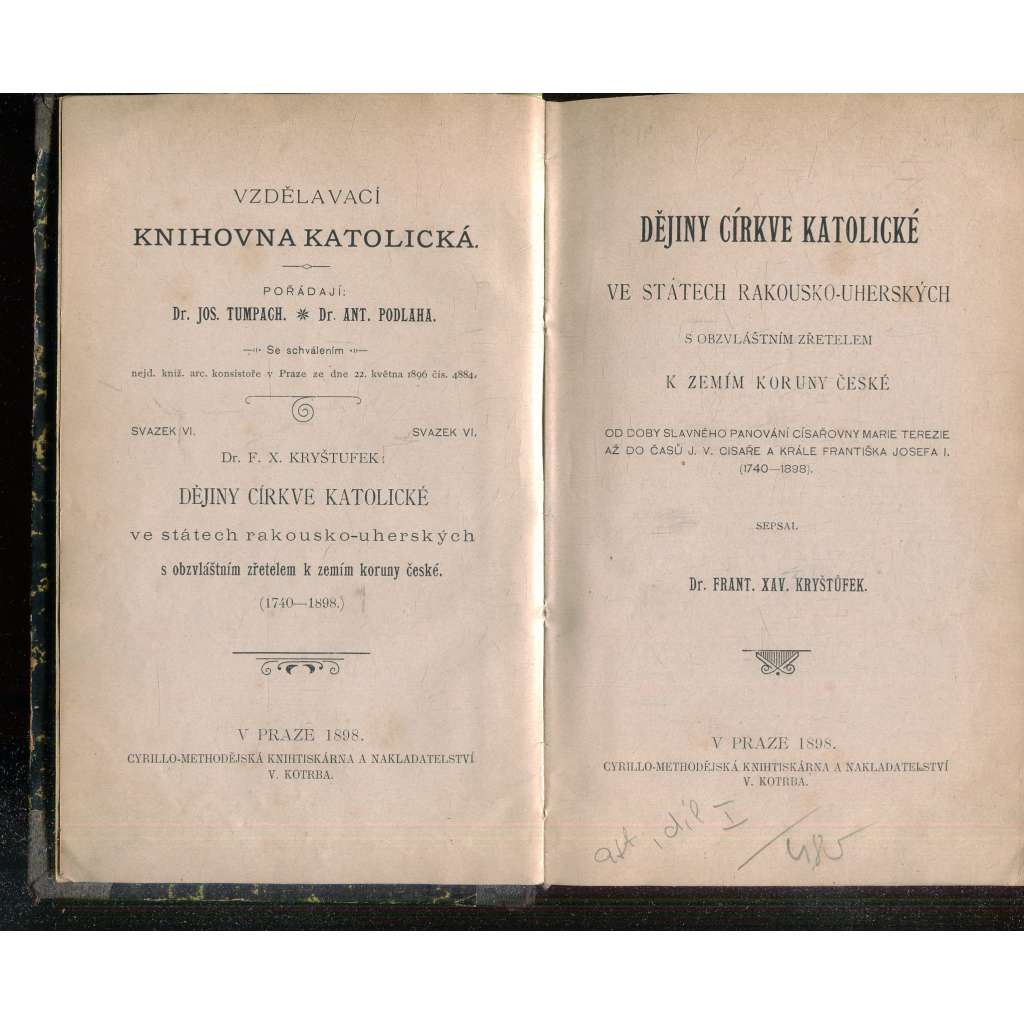 VZDĚLAVACÍ
KNIHOVNA KATOLICKÁ.
POŘÁDAJÍ:
Dr. JOS. TUMPACH. ❋ Dr. ANT. PODLAHA.
Se schválením
nejd. kníž. arc. konsistoře v Praze ze dne 22. května 1896 čís. 4884.
SVAZEK VI. SVAZEK VI.
Dr. F. X. KRYŠTUFEK:
DĚJINY CÍRKVE KATOLICKÉ
ve státech rakousko-uherských
s obzvláštním zřetelem k zemím koruny české.
(1740—1898.)
V PRAZE 1898.
CYRILLO-METHODĚJSKÁ KNIHTISKÁRNA A NAKLADATELSTVÍ
V. KOTRBA.
DĚJINY CÍRKVE KATOLICKÉ
VE STÁTECH RAKOUSKO-UHERSKÝCH
S OBZVLÁŠTNÍM ZŘETELEM
K ZEMÍM KORUNY ČESKÉ
OD DOBY SLAVNÉHO PANOVÁNÍ CÍSAŘOVNY MARIE TEREZIE
AŽ DO ČASŮ J. V. CISAŘE A KRÁLE FRANTIŠKA JOSEFA I.
(1740—1898).
SEPSAL
Dr. FRANT. XAV. KRYŠTŮFEK.
V PRAZE 1898.
CYRILLO-METHODĚJSKÁ KNIHTISKÁRNA A NAKLADATELSTVÍ
V. KOTRBA.
, díl I